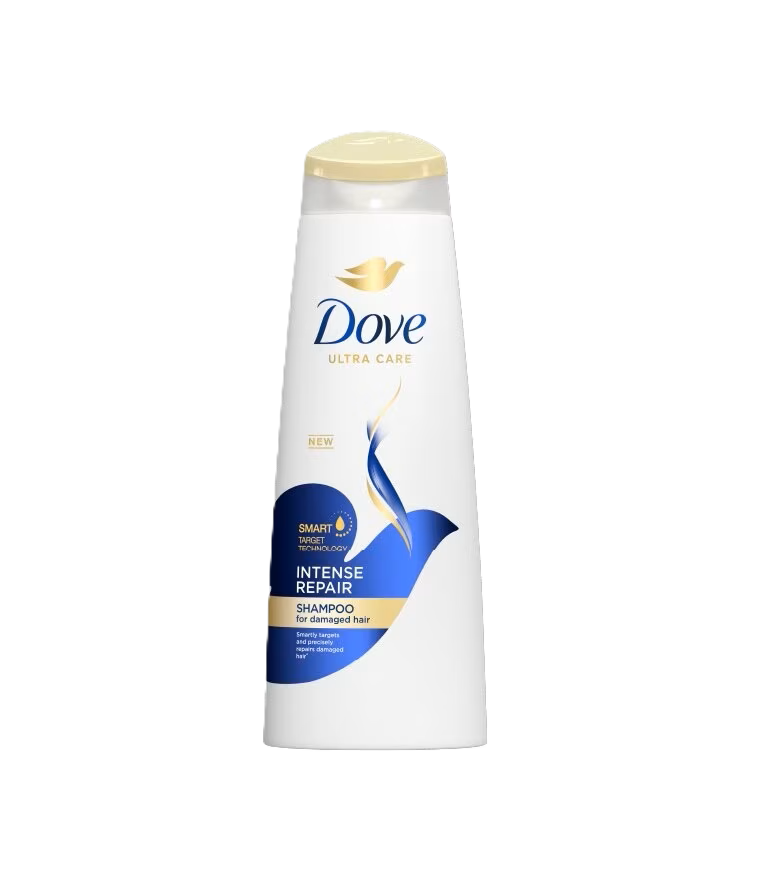 Dove
ULTRA CARE
NEW
SMART
TARGET
TECHNOLOGY
INTENSE
REPAIR
SHAMPOO
for damaged hair
Smartly targets
and precisely
repairs damaged
hair*